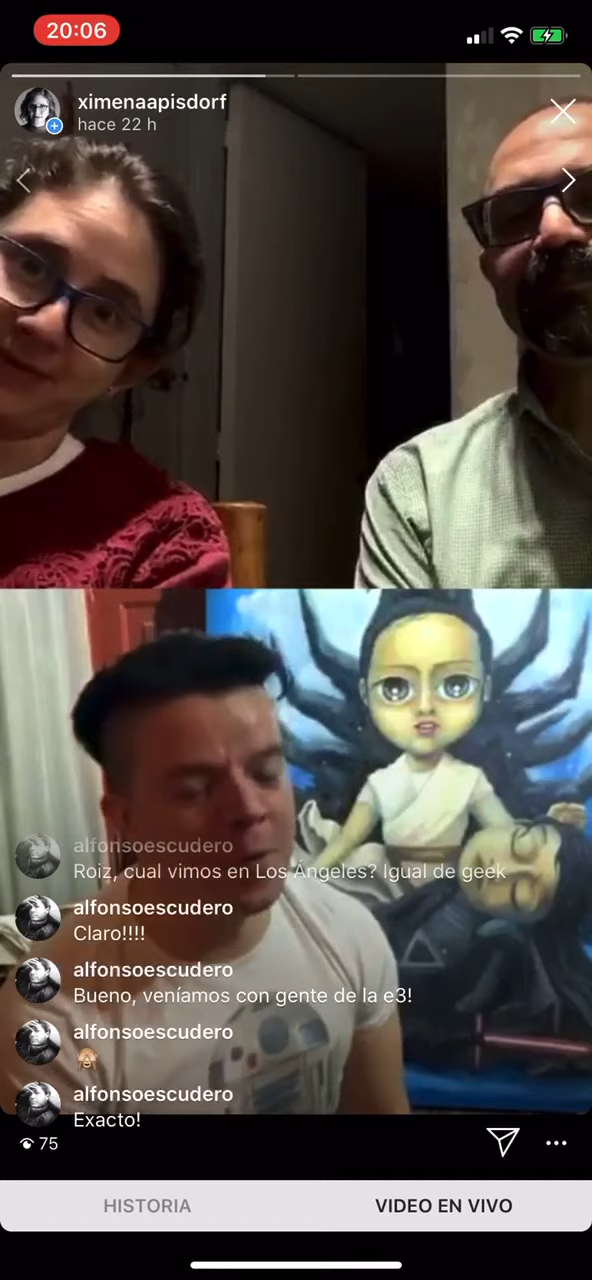 20:06
ximenaapisdorf
hace 22 h
alfonsoescudero
Roiz, cual vimos en Los Ángeles? Igual de geek
alfonsoescudero
Claro!!!!
alfonsoescudero
Bueno, veníamos con gente de la e3!
alfonsoescudero
🙈
alfonsoescudero
Exacto!
75
HISTORIA
VIDEO EN VIVO